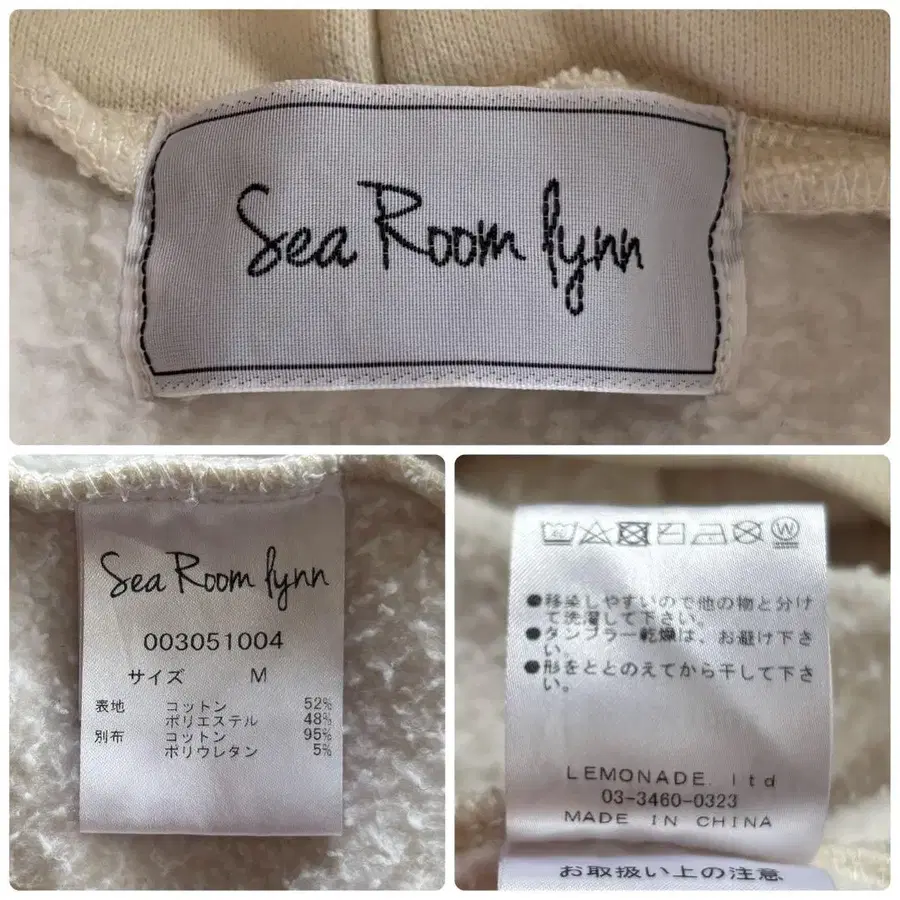 Sea Room lynn
Sea Room lynn
003051004
サイズ M
表地 コットン 52%
ポリエステル 48%
別布 コットン 95%
ポリウレタン 5%
40
W
●移染しやすいので他の物と分け
て洗濯して下さい。
●タンブラー乾燥は、お避け下さ
い。
●形をととのえてから干して下さ
い。
LEMONADE. ltd
03-3460-0323
MADE IN CHINA
お取扱い上の注意